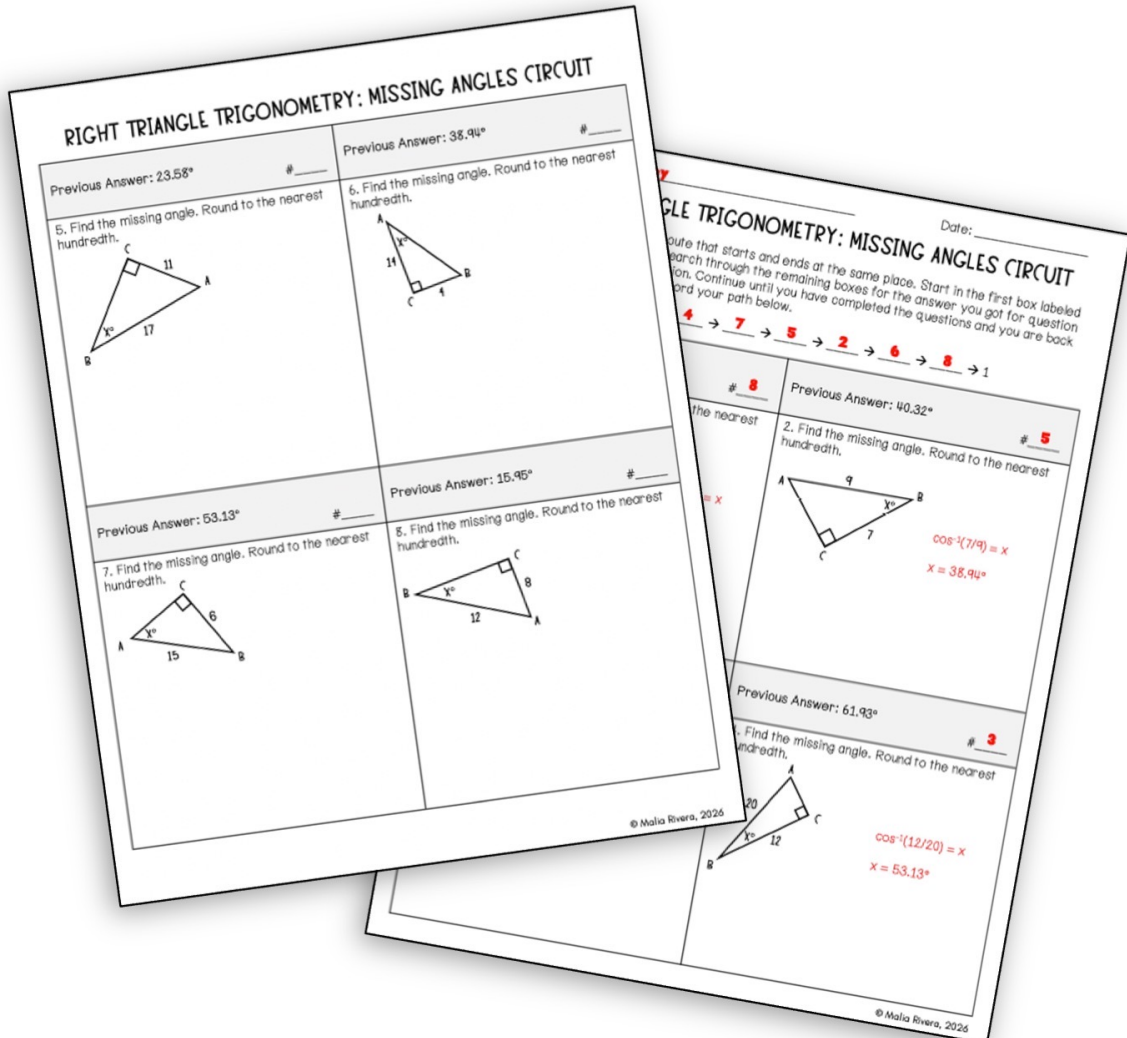 RIGHT TRIANGLE TRIGONOMETRY: MISSING ANGLES CIRCUIT
Previous Answer: 23.58°
#____
Previous Answer: 38.94°
#____
5. Find the missing angle. Round to the nearest
hundredth.
C
11
A
x°
17
B
6. Find the missing angle. Round to the nearest
hundredth.
A
x°
14
B
C
4
Previous Answer: 53.13°
#____
Previous Answer: 15.95°
#____
7. Find the missing angle. Round to the nearest
hundredth.
C
6
A
x°
15
B
8. Find the missing angle. Round to the nearest
hundredth.
C
B
x°
8
12
A
© Malia Rivera, 2026
Date:
TRIGONOMETRY: MISSING ANGLES CIRCUIT
that starts and ends at the same place. Start in the first box labeled
through the remaining boxes for the answer you got for question
Continue until you have completed the questions and you are back
your path below.
4 → 7 → 5 → 2 → 6 → 8 → 1
# 8
Previous Answer: 40.32°
# 5
the nearest
= x
2. Find the missing angle. Round to the nearest
hundredth.
A
9
B
x°
7
C
cos⁻¹(7/9) = x
x = 38.94°
Previous Answer: 61.93°
# 3
Find the missing angle. Round to the nearest
A
20
C
x°
12
B
cos⁻¹(12/20) = x
x = 53.13°
© Malia Rivera, 2026